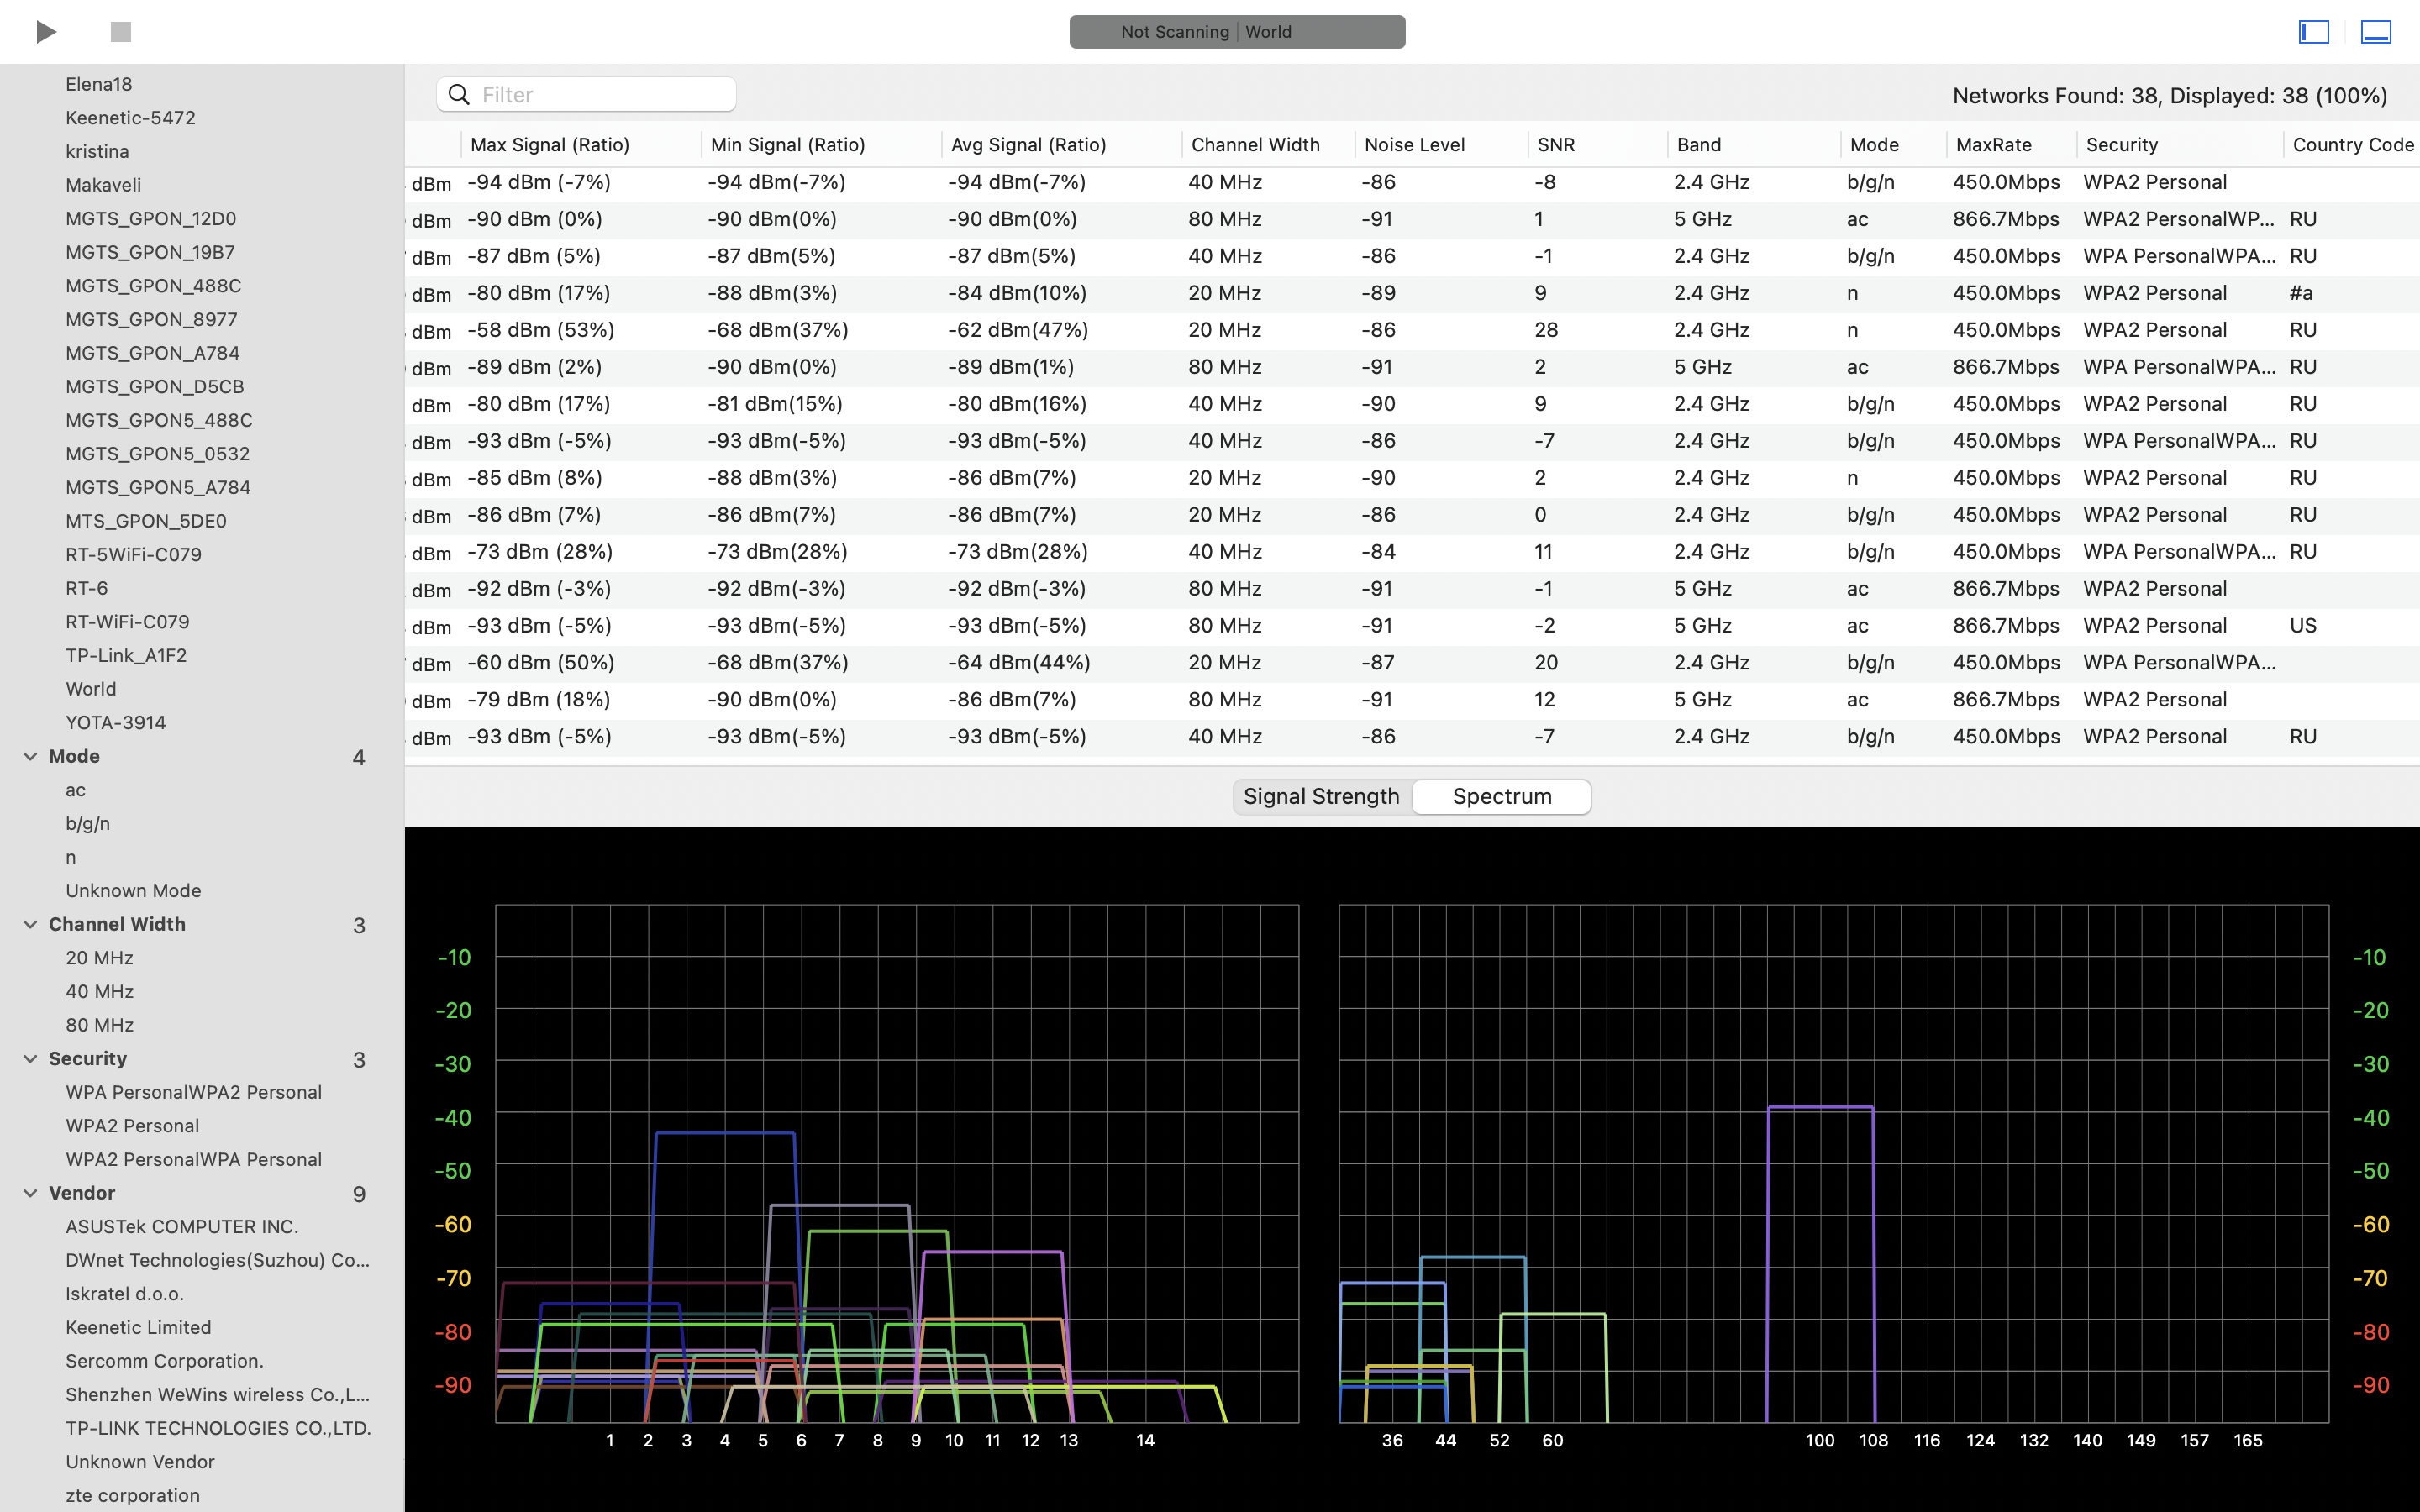 Not Scanning | World
Elena18
Keenetic-5472
kristina
Makaveli
MGTS_GPON_12D0
MGTS_GPON_19B7
MGTS_GPON_488C
MGTS_GPON_8977
MGTS_GPON_A784
MGTS_GPON_D5CB
MGTS_GPON5_488C
MGTS_GPON5_0532
MGTS_GPON5_A784
MTS_GPON_5DE0
RT-5WiFi-C079
RT-6
RT-WiFi-C079
TP-Link_A1F2
World
YOTA-3914
Mode 4
ac
b/g/n
n
Unknown Mode
Channel Width 3
20 MHz
40 MHz
80 MHz
Security 3
WPA PersonalWPA2 Personal
WPA2 Personal
WPA2 PersonalWPA Personal
Vendor 9
ASUSTek COMPUTER INC.
DWnet Technologies(Suzhou) Co...
Iskratel d.o.o.
Keenetic Limited
Sercomm Corporation.
Shenzhen WeWins wireless Co.,L...
TP-LINK TECHNOLOGIES CO.,LTD.
Unknown Vendor
zte corporation
Filter
Networks Found: 38, Displayed: 38 (100%)
Max Signal (Ratio) Min Signal (Ratio) Avg Signal (Ratio) Channel Width Noise Level SNR Band Mode MaxRate Security Country Code
dBm -94 dBm (-7%) -94 dBm(-7%) -94 dBm(-7%) 40 MHz -86 -8 2.4 GHz b/g/n 450.0Mbps WPA2 Personal
dBm -90 dBm (0%) -90 dBm(0%) -90 dBm(0%) 80 MHz -91 1 5 GHz ac 866.7Mbps WPA2 PersonalWP... RU
dBm -87 dBm (5%) -87 dBm(5%) -87 dBm(5%) 40 MHz -86 -1 2.4 GHz b/g/n 450.0Mbps WPA PersonalWPA... RU
dBm -80 dBm (17%) -88 dBm(3%) -84 dBm(10%) 20 MHz -89 9 2.4 GHz n 450.0Mbps WPA2 Personal #a
dBm -58 dBm (53%) -68 dBm(37%) -62 dBm(47%) 20 MHz -86 28 2.4 GHz n 450.0Mbps WPA2 Personal RU
dBm -89 dBm (2%) -90 dBm(0%) -89 dBm(1%) 80 MHz -91 2 5 GHz ac 866.7Mbps WPA PersonalWPA... RU
dBm -80 dBm (17%) -81 dBm(15%) -80 dBm(16%) 40 MHz -90 9 2.4 GHz b/g/n 450.0Mbps WPA2 Personal RU
dBm -93 dBm (-5%) -93 dBm(-5%) -93 dBm(-5%) 40 MHz -86 -7 2.4 GHz b/g/n 450.0Mbps WPA PersonalWPA... RU
dBm -85 dBm (8%) -88 dBm(3%) -86 dBm(7%) 20 MHz -90 2 2.4 GHz n 450.0Mbps WPA2 Personal RU
dBm -86 dBm (7%) -86 dBm(7%) -86 dBm(7%) 20 MHz -86 0 2.4 GHz b/g/n 450.0Mbps WPA2 Personal RU
dBm -73 dBm (28%) -73 dBm(28%) -73 dBm(28%) 40 MHz -84 11 2.4 GHz b/g/n 450.0Mbps WPA PersonalWPA... RU
dBm -92 dBm (-3%) -92 dBm(-3%) -92 dBm(-3%) 80 MHz -91 -1 5 GHz ac 866.7Mbps WPA2 Personal
dBm -93 dBm (-5%) -93 dBm(-5%) -93 dBm(-5%) 80 MHz -91 -2 5 GHz ac 866.7Mbps WPA2 Personal US
dBm -60 dBm (50%) -68 dBm(37%) -64 dBm(44%) 20 MHz -87 20 2.4 GHz b/g/n 450.0Mbps WPA PersonalWPA...
dBm -79 dBm (18%) -90 dBm(0%) -86 dBm(7%) 80 MHz -91 12 5 GHz ac 866.7Mbps WPA2 Personal
dBm -93 dBm (-5%) -93 dBm(-5%) -93 dBm(-5%) 40 MHz -86 -7 2.4 GHz b/g/n 450.0Mbps WPA2 Personal RU
Signal Strength Spectrum
-10 -10
-20 -20
-30 -30
-40 -40
-50 -50
-60 -60
-70 -70
-80 -80
-90 -90
1 2 3 4 5 6 7 8 9 10 11 12 13 14 36 44 52 60 100 108 116 124 132 140 149 157 165